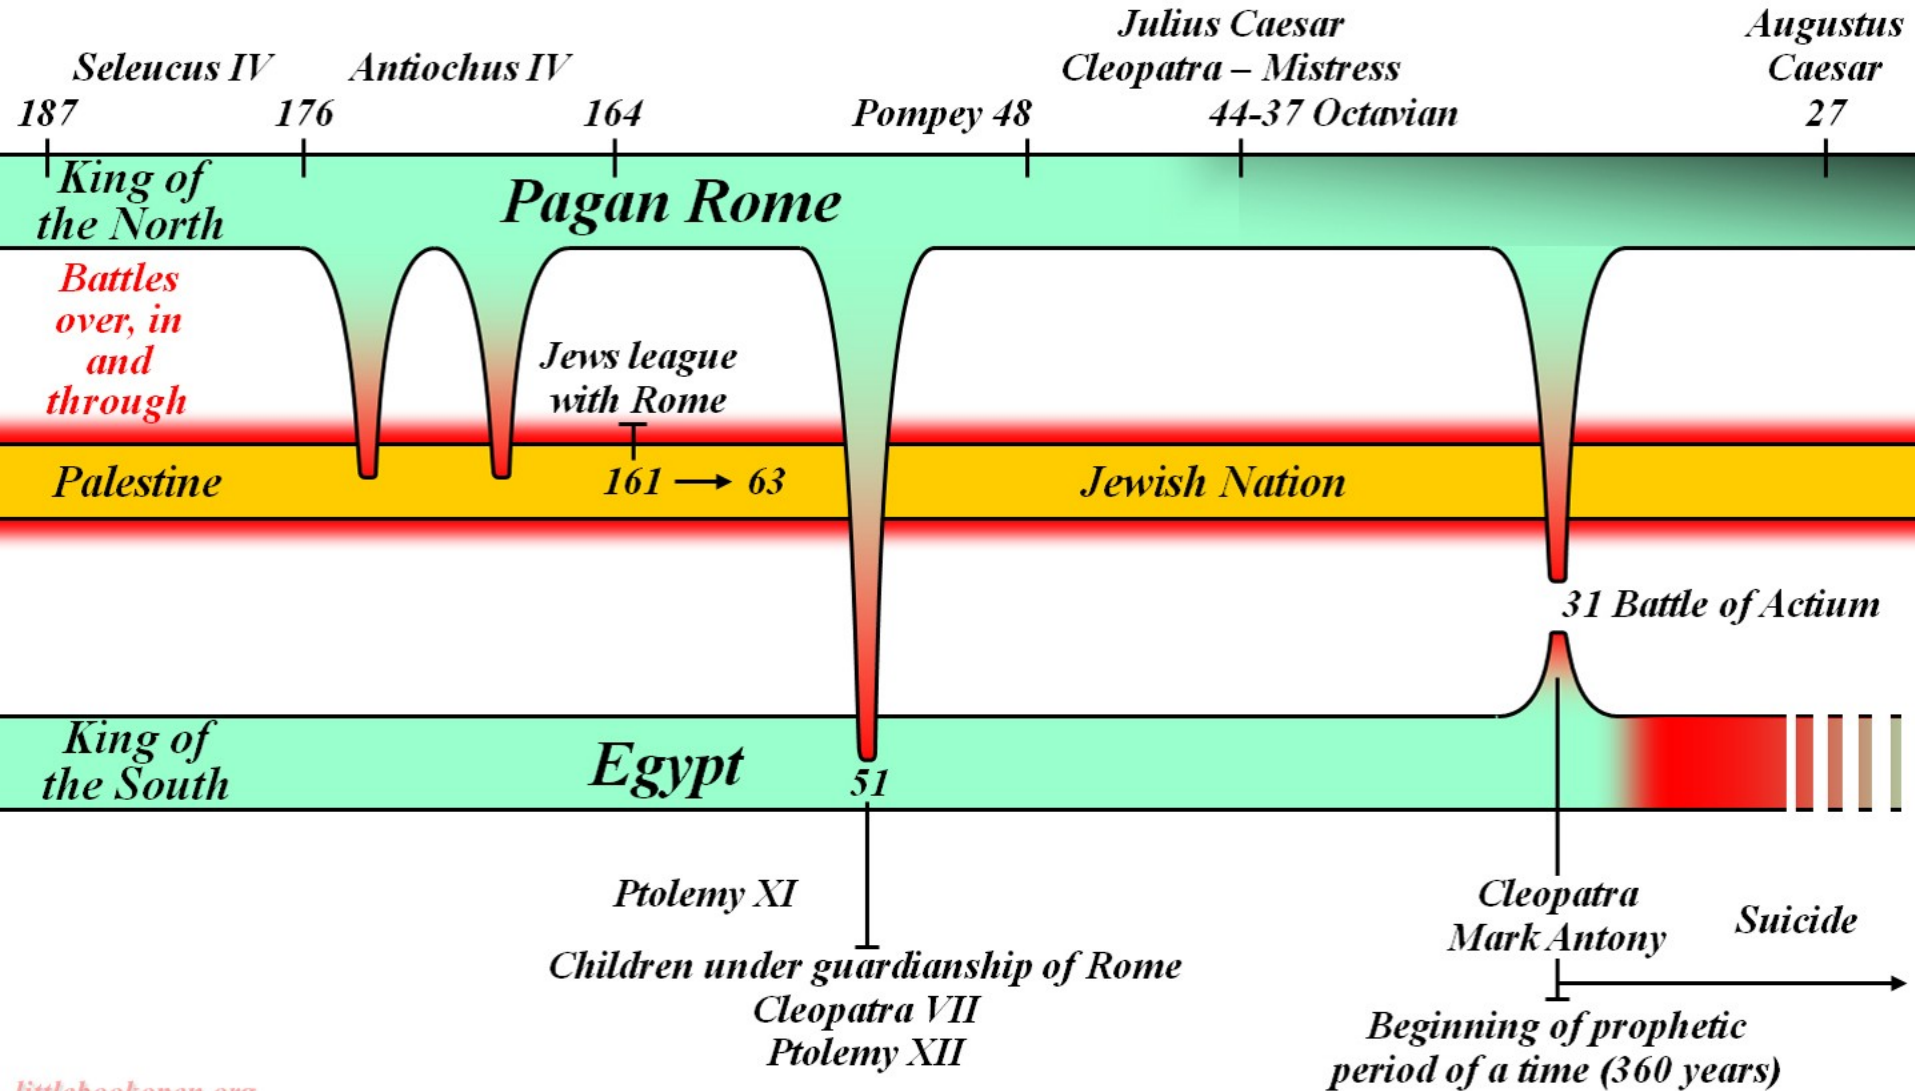 Seleucus IV
187
176
Antiochus IV
164
Pompey 48
Julius Caesar
Cleopatra – Mistress
44-37 Octavian
Augustus
Caesar
27
King of
the North
Pagan Rome
Battles
over, in
and
through
Jews league
with Rome
Palestine
161 → 63
Jewish Nation
31 Battle of Actium
King of
the South
Egypt
51
Ptolemy XI
Children under guardianship of Rome
Cleopatra VII
Ptolemy XII
Cleopatra
Mark Antony
Suicide
Beginning of prophetic
period of a time (360 years)
littlebookopen.org